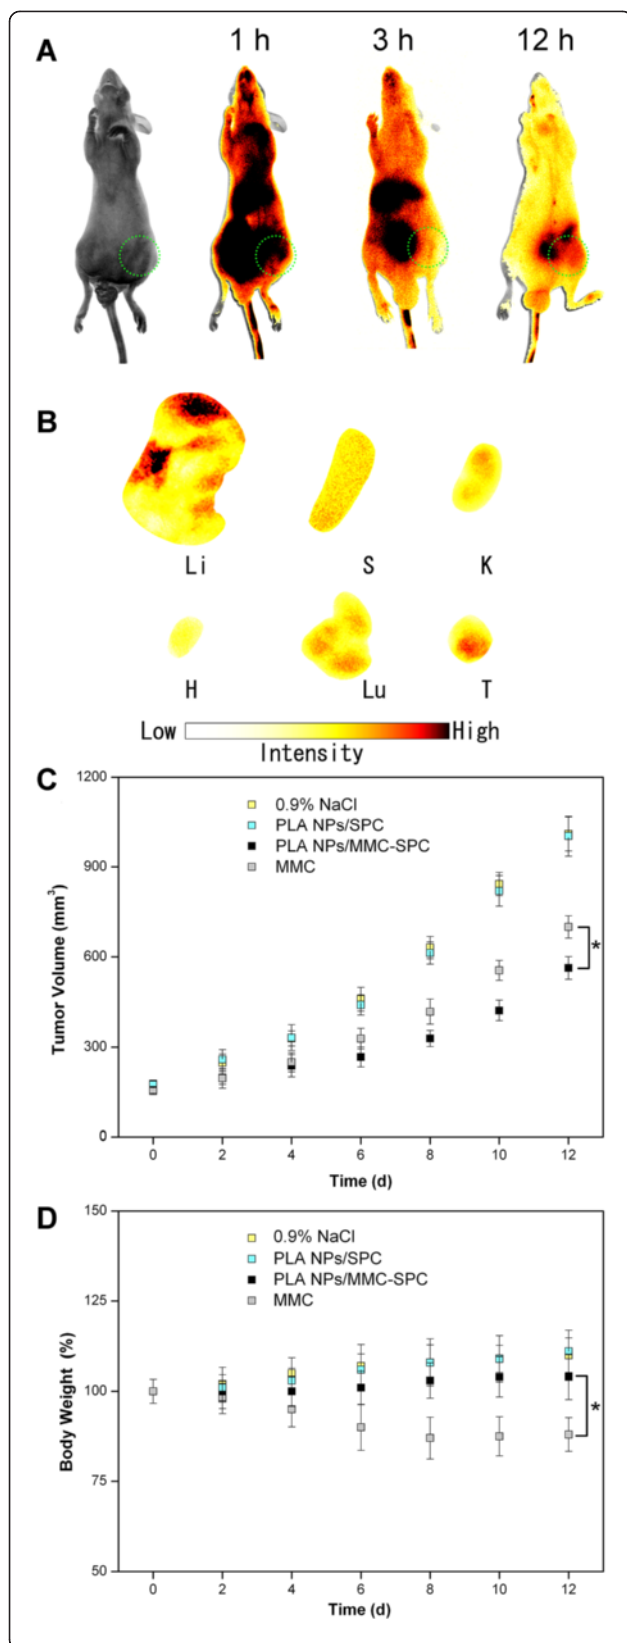 A
1 h 3 h 12 h
B
Li S K
H Lu T
Low High
Intensity
C
1200
900
600
300
0
Tumor Volume (mm³)
0.9% NaCl
PLA NPs/SPC
PLA NPs/MMC-SPC
MMC
*
0 2 4 6 8 10 12
Time (d)
D
150
125
100
75
50
Body Weight (%)
0.9% NaCl
PLA NPs/SPC
PLA NPs/MMC-SPC
MMC
*
0 2 4 6 8 10 12
Time (d)